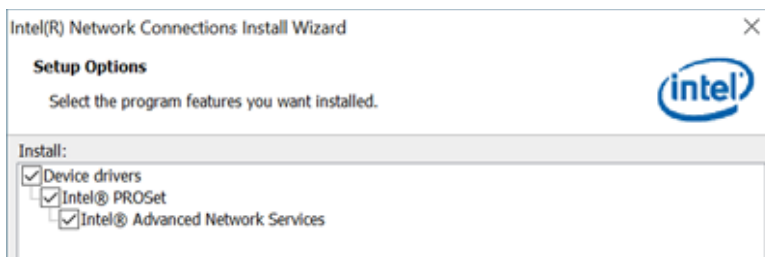 Intel(R) Network Connections Install Wizard
Setup Options
Select the program features you want installed.
intel
Install:
Device drivers
Intel® PROSet
Intel® Advanced Network Services